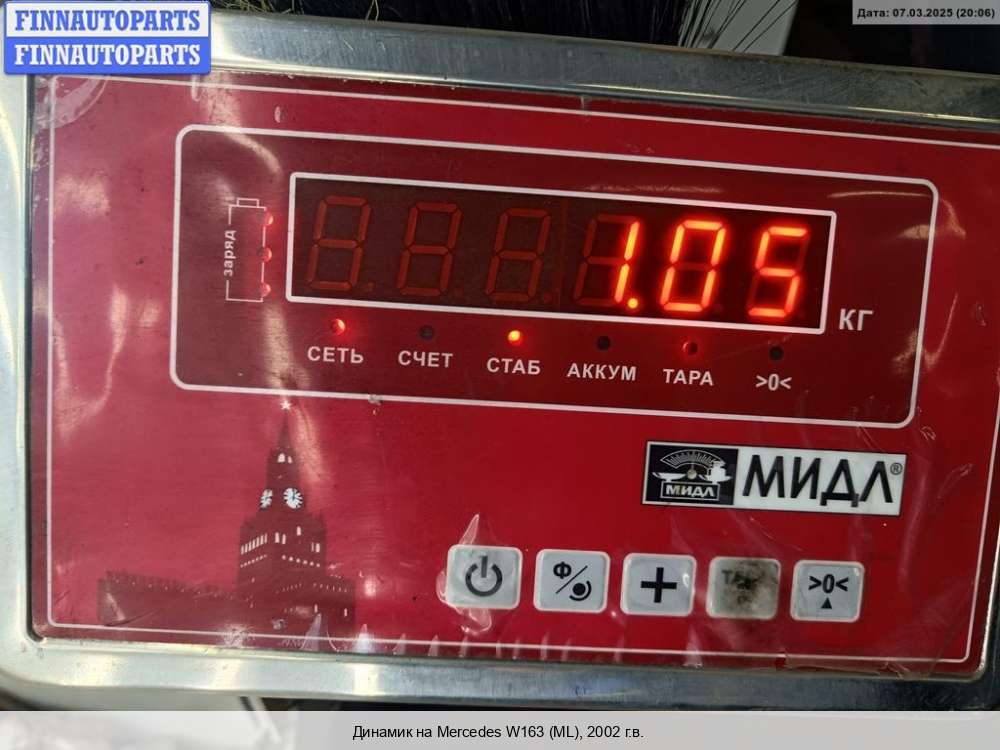 FINNAUTOPARTS
FINNAUTOPARTS
Дата: 07.03.2025 (20:06)
заряд
1.05
КГ
СЕТЬ СЧЕТ СТАБ АККУМ ТАРА >0<
МИДЛ МИДЛ®
Ф >0<
Динамик на Mercedes W163 (ML), 2002 г.в.